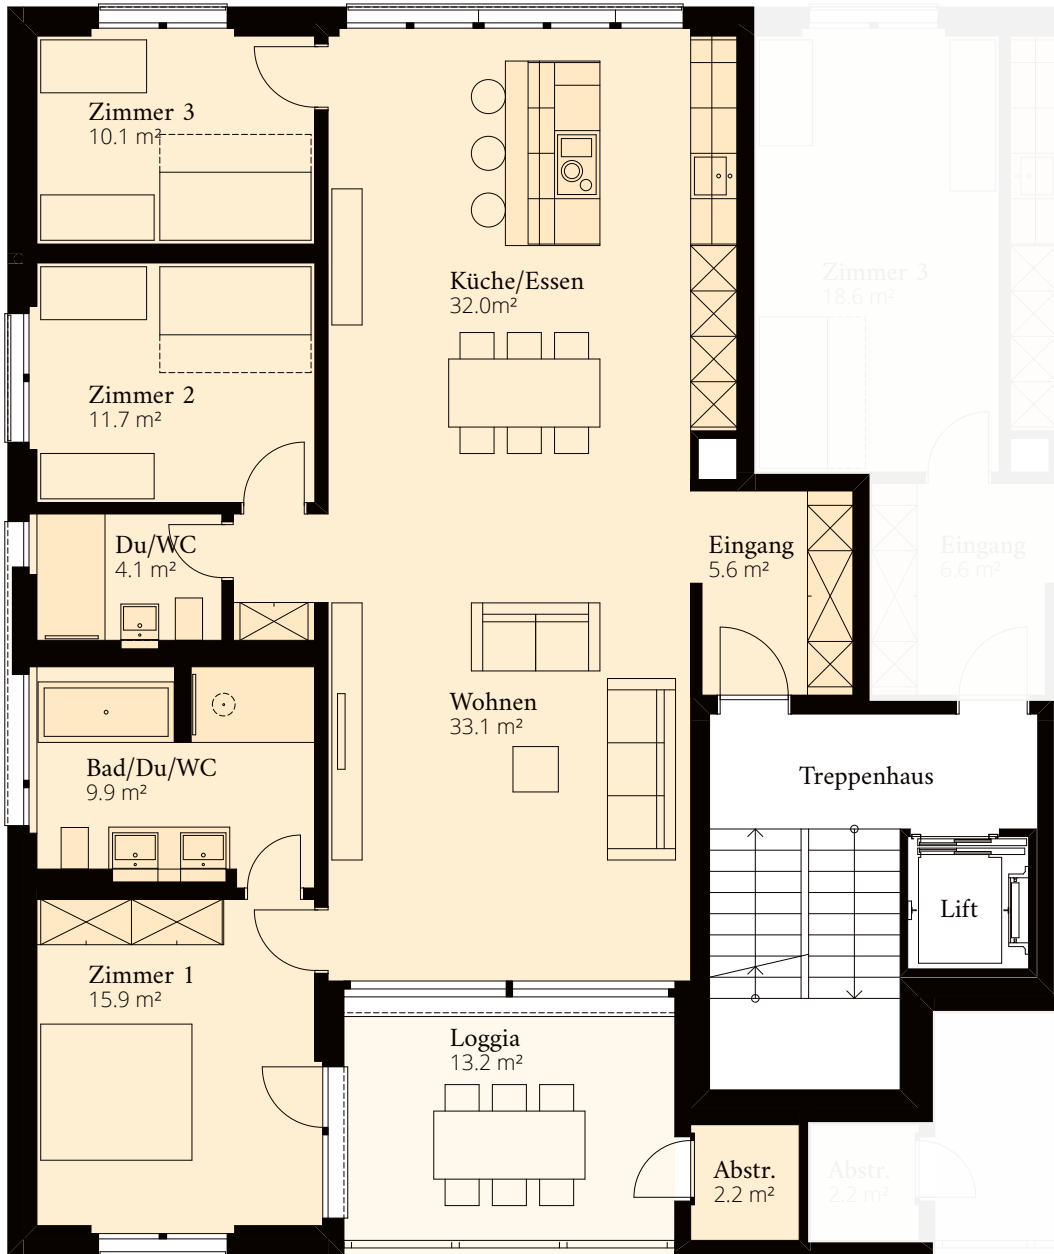 Zimmer 3
10.1 m²
Küche/Essen
32.0m²
Zimmer 3
18.6 m²
Zimmer 2
11.7 m²
Du/WC
4.1 m²
Eingang
5.6 m²
Eingang
6.6 m²
Wohnen
33.1 m²
Bad/Du/WC
9.9 m²
Treppenhaus
Lift
Zimmer 1
15.9 m²
Loggia
13.2 m²
Abstr.
2.2 m²
Abstr.
2.2 m²